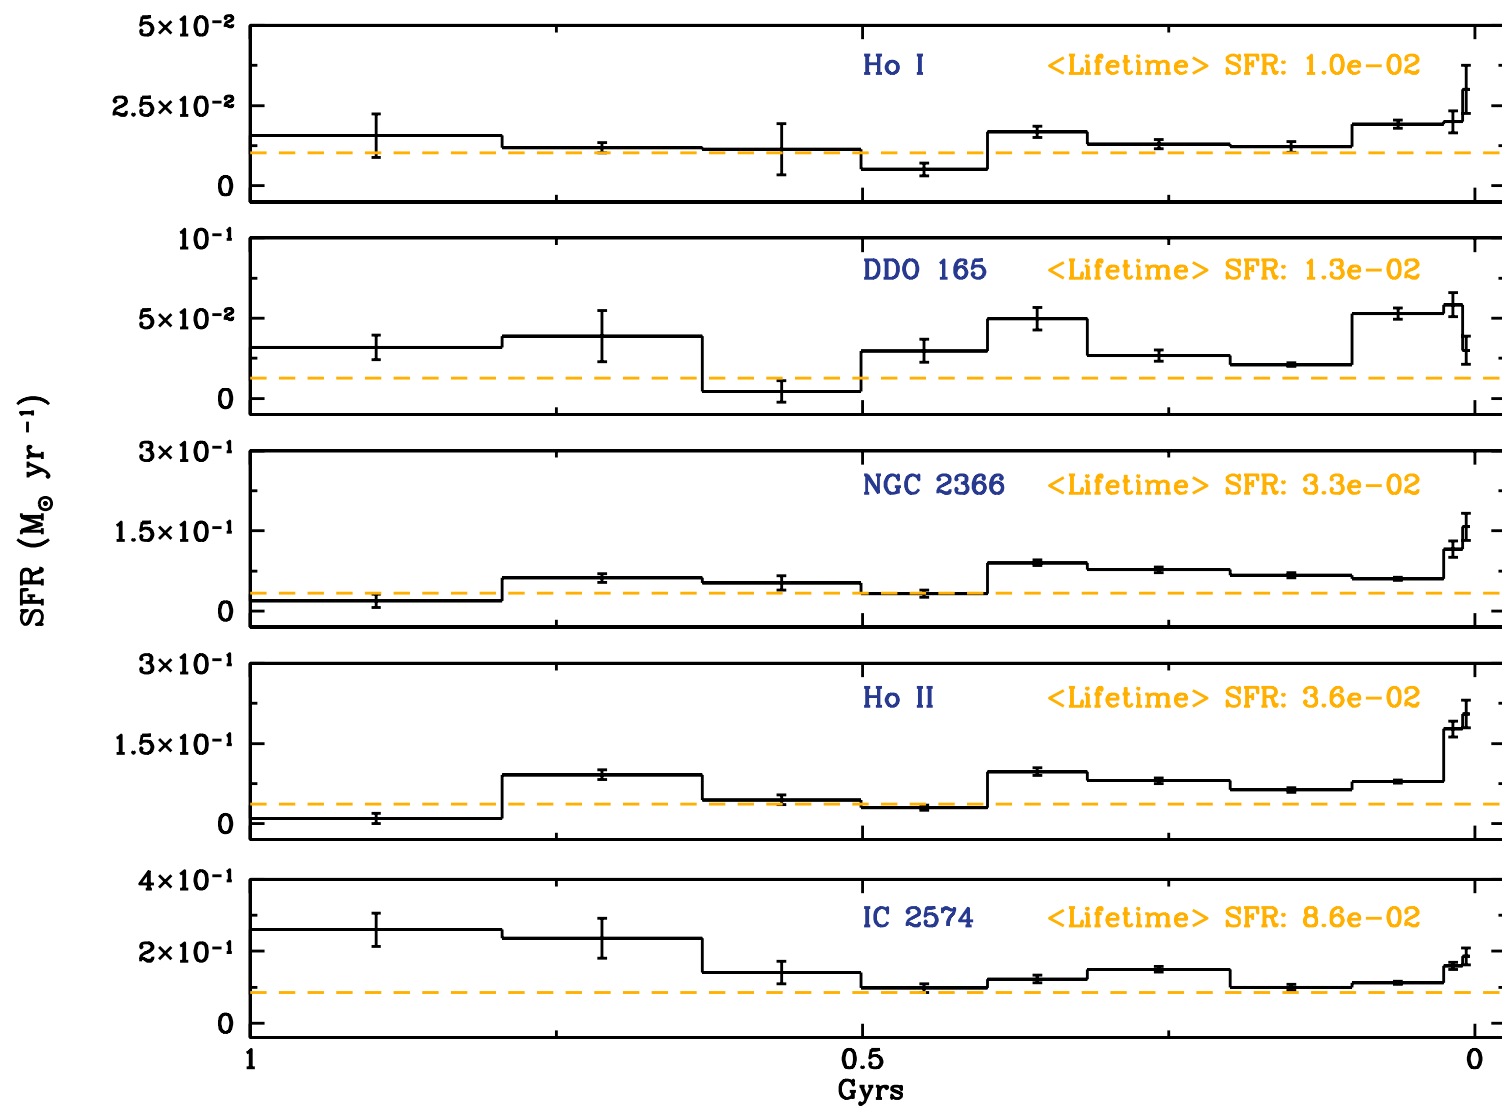 5×10⁻²
Ho I <Lifetime> SFR: 1.0e−02
2.5×10⁻²
0
10⁻¹
DDO 165 <Lifetime> SFR: 1.3e−02
5×10⁻²
0
3×10⁻¹
NGC 2366 <Lifetime> SFR: 3.3e−02
1.5×10⁻¹
0
3×10⁻¹
Ho II <Lifetime> SFR: 3.6e−02
1.5×10⁻¹
0
4×10⁻¹
IC 2574 <Lifetime> SFR: 8.6e−02
2×10⁻¹
0
SFR (M☉ yr⁻¹)
1 0.5 0
Gyrs